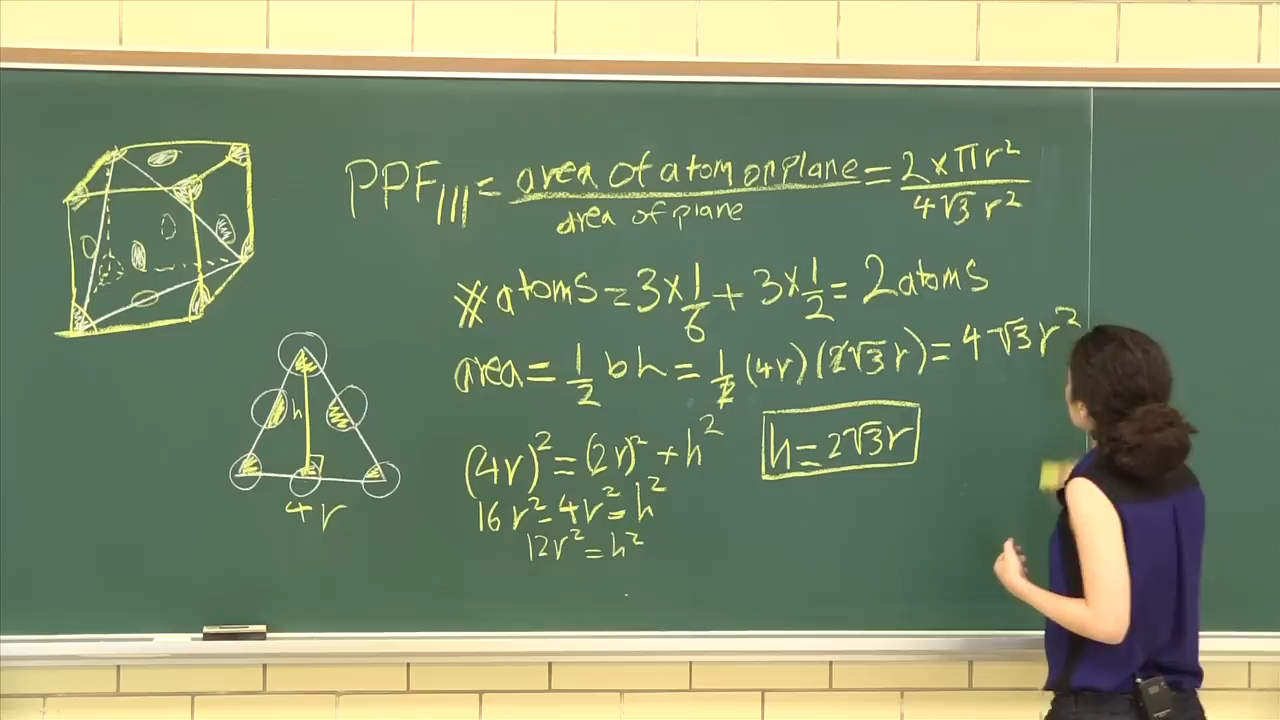 PPF111 = area of atom on plane / area of plane = 2 × πr² / 4√3 r²
# atoms = 3 × 1/6 + 3 × 1/2 = 2 atoms
area = 1/2 b h = 1/2 (4r) (2√3 r) = 4√3 r²
(4r)² = (2r)² + h²
h = 2√3 r
16r² - 4r² = h²
12r² = h²
h
4r